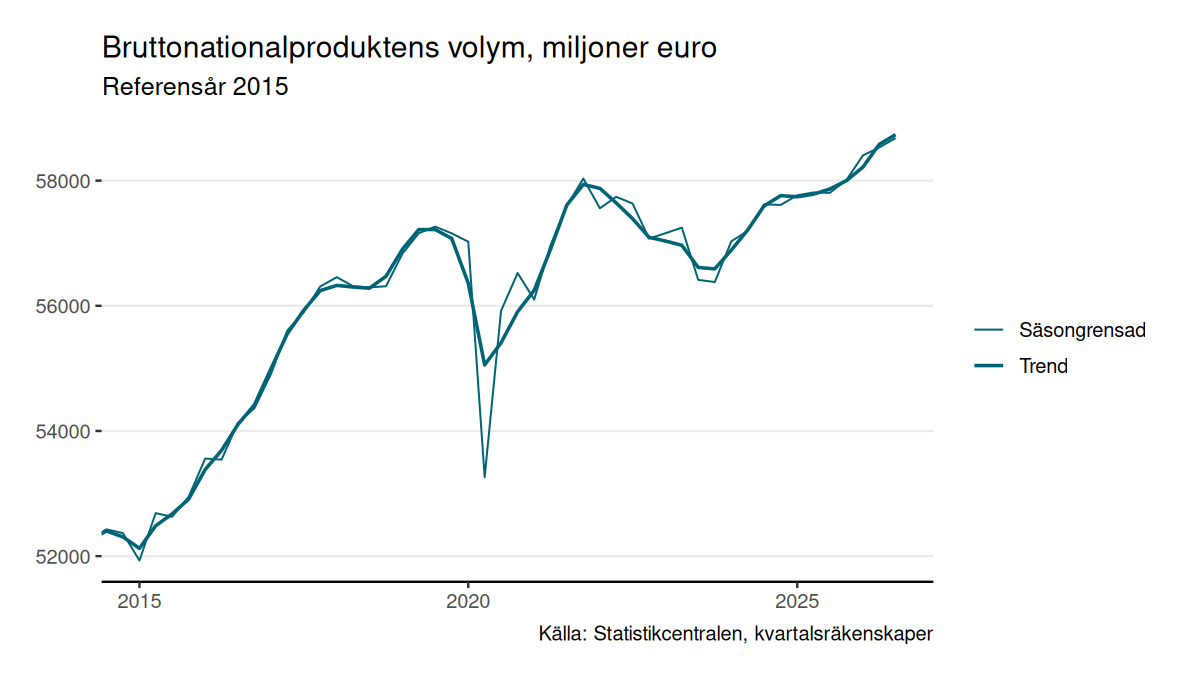 Bruttonationalproduktens volym, miljoner euro
Referensår 2015
58000
56000
54000
52000
2015
2020
2025
Säsongrensad
Trend
Källa: Statistikcentralen, kvartalsräkenskaper